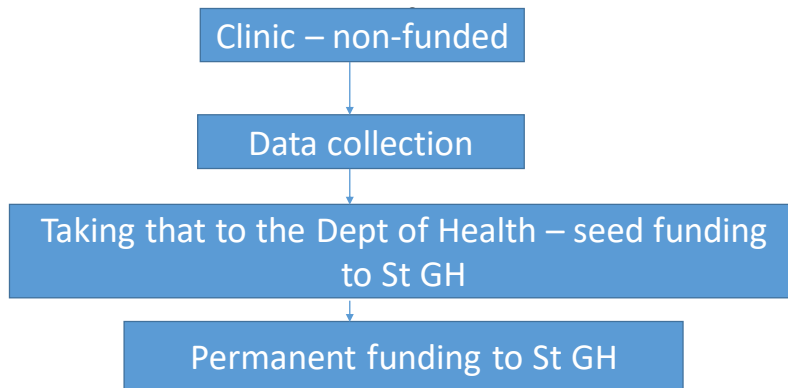 Clinic – non-funded
Data collection
Taking that to the Dept of Health – seed funding
to St GH
Permanent funding to St GH